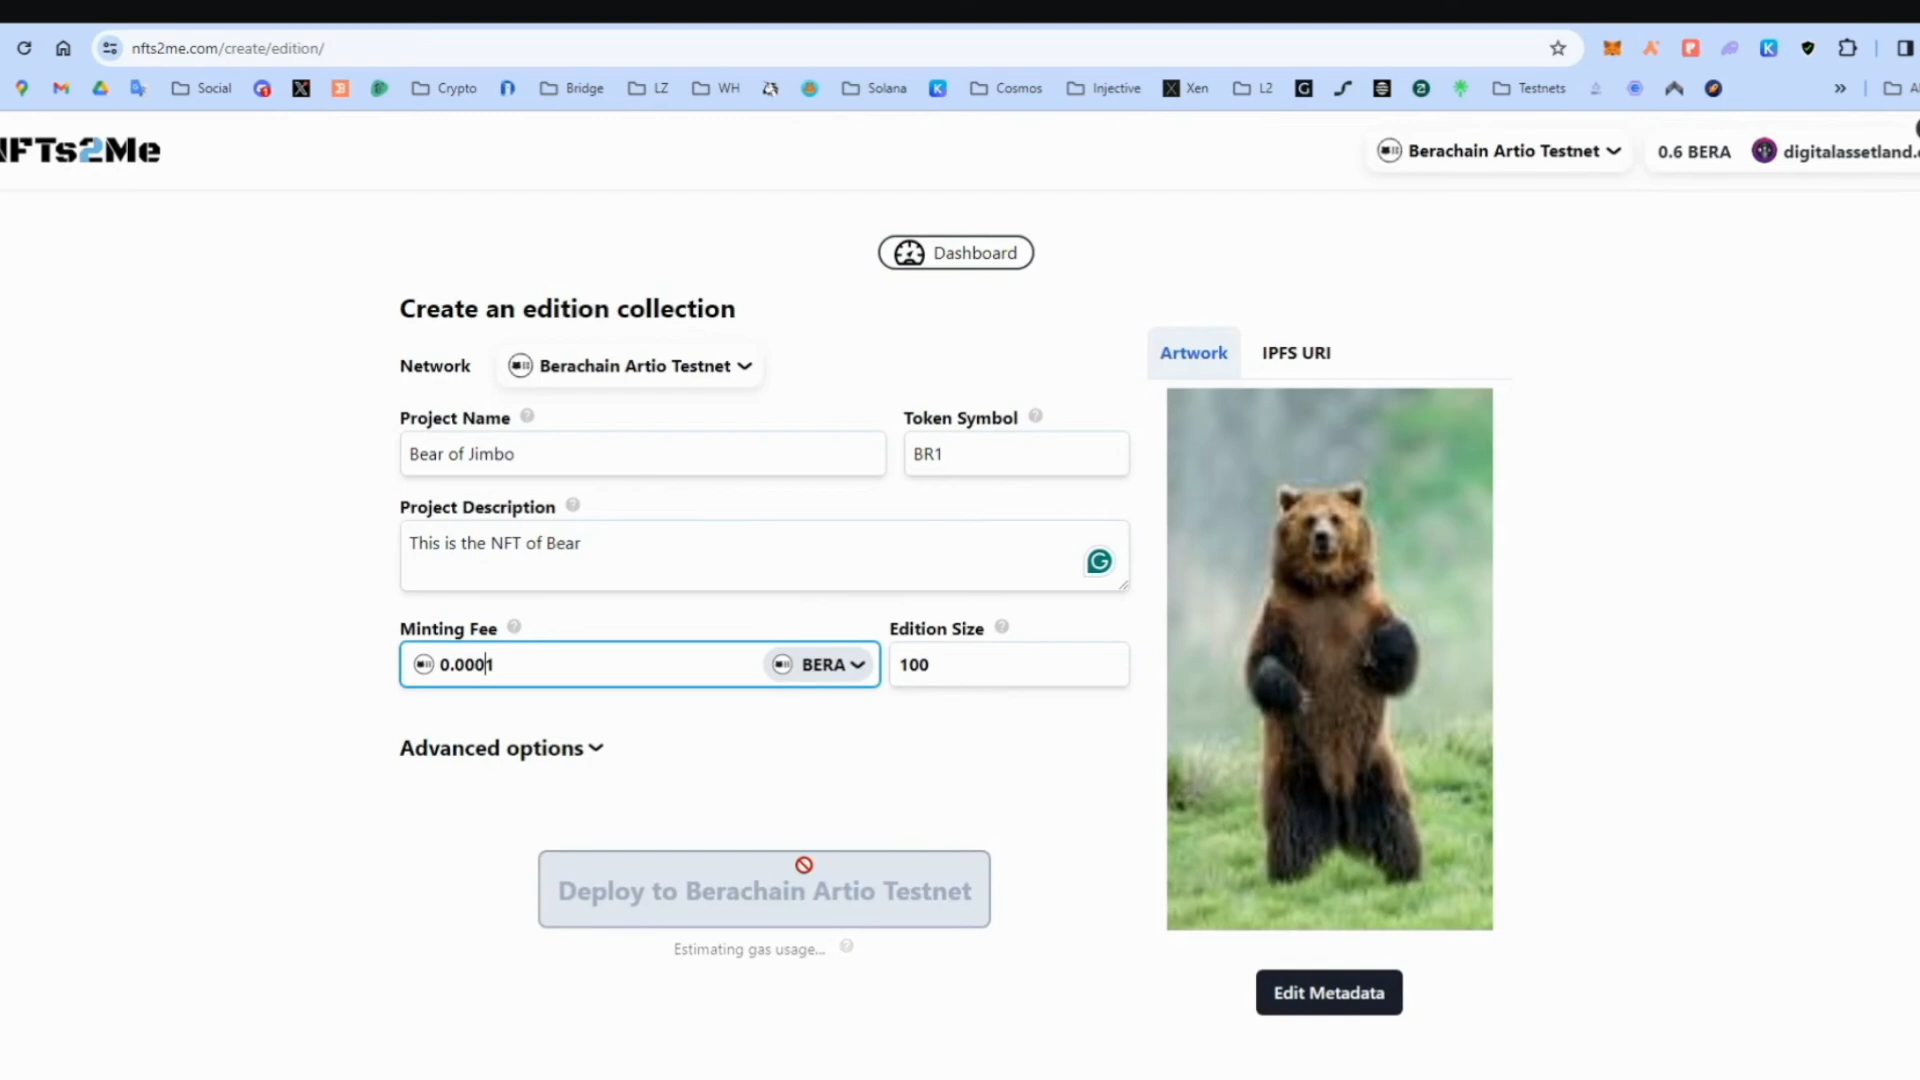 nfts2me.com/create/edition/
Social Crypto Bridge LZ WH Solana Cosmos Injective Xen L2 Testnets
NFTs2Me
Berachain Artio Testnet 0.6 BERA digitalassetland.
Dashboard
Create an edition collection
Artwork IPFS URI
Network Berachain Artio Testnet
Project Name Token Symbol
Bear of Jimbo BR1
Project Description
This is the NFT of Bear
Minting Fee Edition Size
0.0001 BERA 100
Advanced options
Deploy to Berachain Artio Testnet
Estimating gas usage...
Edit Metadata